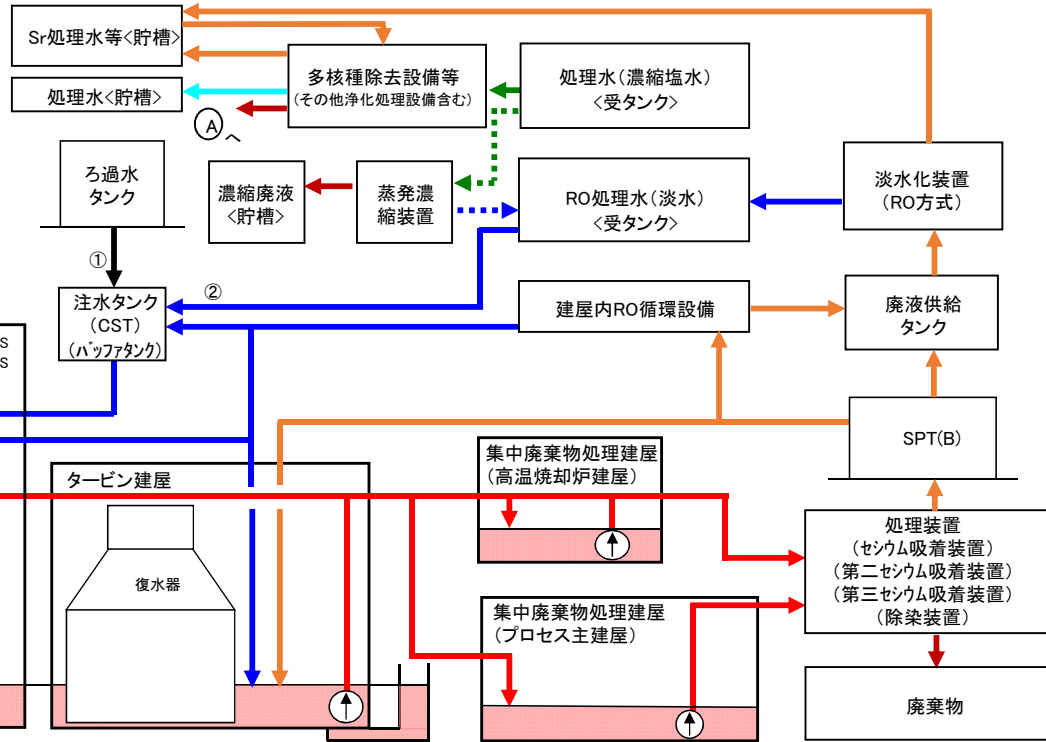 Sr処理水等<貯槽>
処理水<貯槽>
多核種除去設備等
(その他浄化処理設備含む)
Aへ
処理水(濃縮塩水)
<受タンク>
ろ過水
タンク
濃縮廃液
<貯槽>
蒸発濃
縮装置
RO処理水(淡水)
<受タンク>
淡水化装置
(RO方式)
①
②
注水タンク
(CST)
(バッファタンク)
建屋内RO循環設備
廃液供給
タンク
S
S
SPT(B)
タービン建屋
復水器
集中廃棄物処理建屋
(高温焼却炉建屋)
集中廃棄物処理建屋
(プロセス主建屋)
処理装置
(セシウム吸着装置)
(第二セシウム吸着装置)
(第三セシウム吸着装置)
(除染装置)
廃棄物